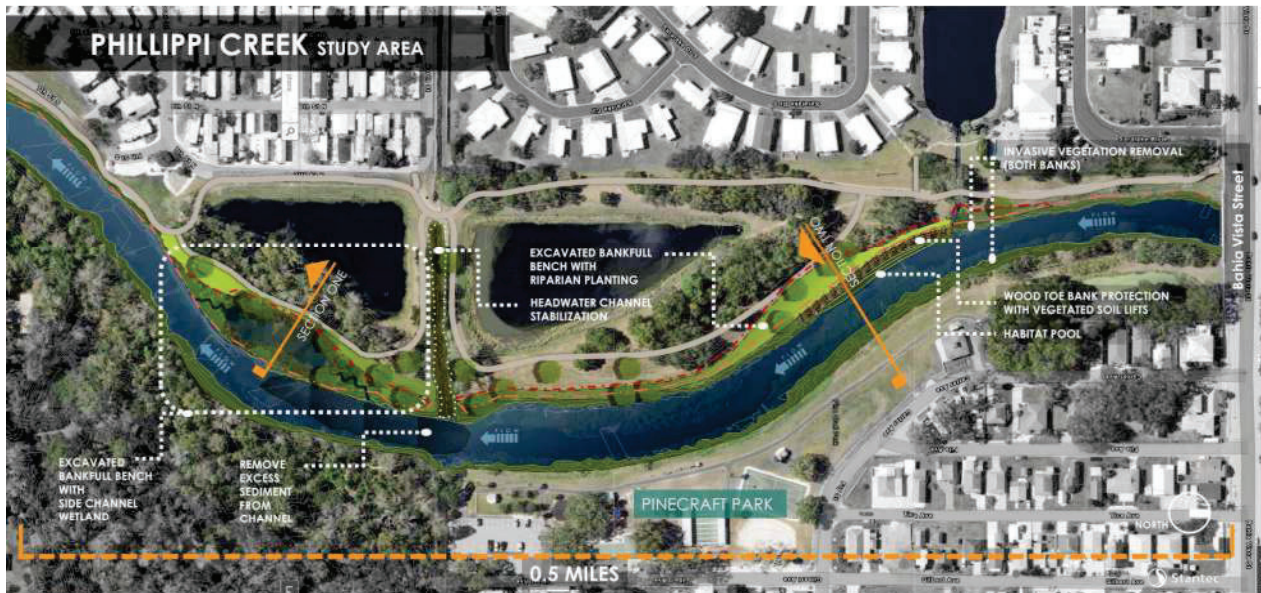 PHILLIPPI CREEK STUDY AREA
INVASIVE VEGETATION REMOVAL
(BOTH BANKS)
Bahia Vista Street
FLOW
EXCAVATED BANKFULL
BENCH WITH
RIPARIAN PLANTING
HEADWATER CHANNEL
STABILIZATION
SECTION ONE
SECTION TWO
WOOD TOE BANK PROTECTION
WITH VEGETATED SOIL LIFTS
HABITAT POOL
FLOW
EXCAVATED
BANKFULL BENCH
WITH
SIDE CHANNEL
WETLAND
REMOVE
EXCESS
SEDIMENT
FROM
CHANNEL
PINECRAFT PARK
NORTH
0.5 MILES
Gilbert Ave
Stantec